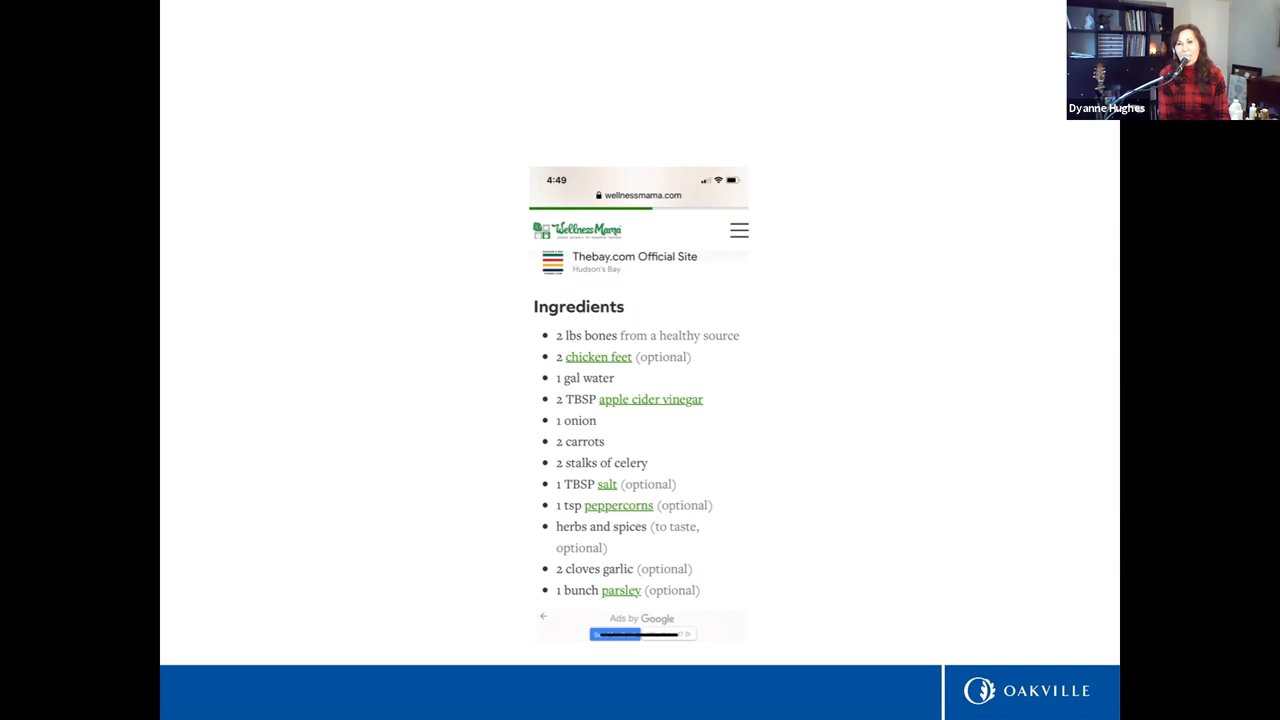 Dyanne Hughes
4:49
wellnessmama.com
Wellness Mama
Thebay.com Official Site
Hudson's Bay
Ingredients
• 2 lbs bones from a healthy source
• 2 chicken feet (optional)
• 1 gal water
• 2 TBSP apple cider vinegar
• 1 onion
• 2 carrots
• 2 stalks of celery
• 1 TBSP salt (optional)
• 1 tsp peppercorns (optional)
• herbs and spices (to taste,
optional)
• 2 cloves garlic (optional)
• 1 bunch parsley (optional)
Ads by Google
OAKVILLE